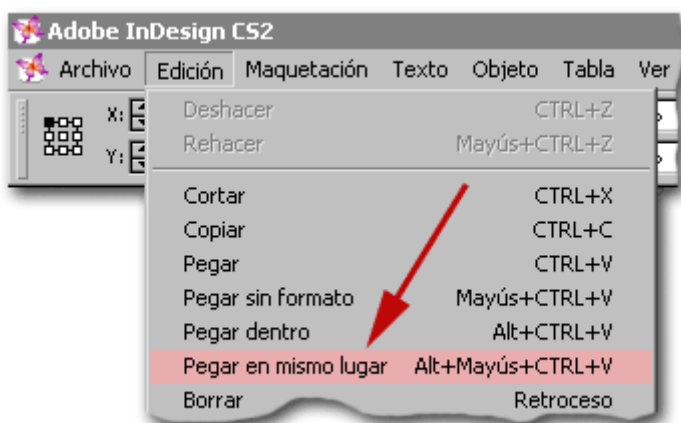 Adobe InDesign CS2
Archivo Edición Maquetación Texto Objeto Tabla Ver
X:
Y:
Deshacer CTRL+Z
Rehacer Mayús+CTRL+Z
Cortar CTRL+X
Copiar CTRL+C
Pegar CTRL+V
Pegar sin formato Mayús+CTRL+V
Pegar dentro Alt+CTRL+V
Pegar en mismo lugar Alt+Mayús+CTRL+V
Borrar Retroceso